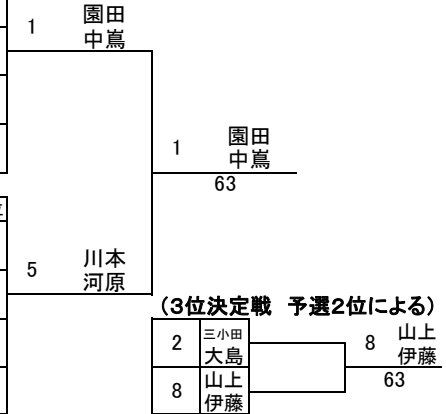 1 園田
中嶌
1 園田
中嶌
63
5 川本
河原
(3位決定戦 予選2位による)
2 三小田
大島
8 山上
伊藤
63
8 山上
伊藤